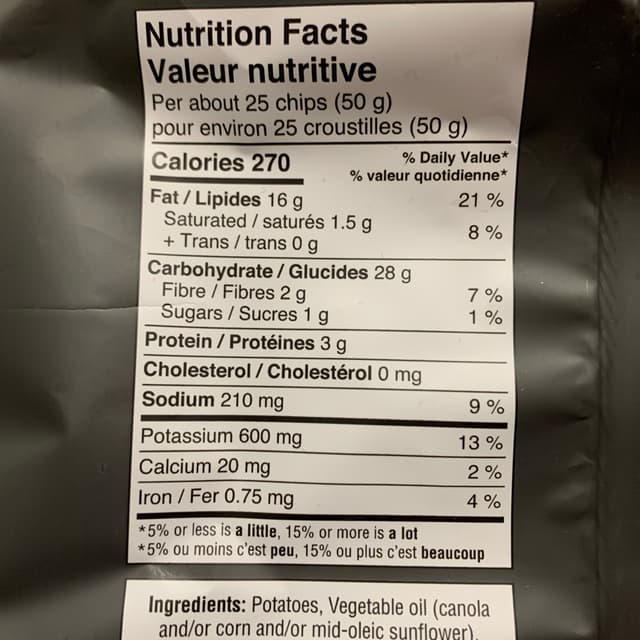 Nutrition Facts
Valeur nutritive
Per about 25 chips (50 g)
pour environ 25 croustilles (50 g)
Calories 270
% Daily Value*
% valeur quotidienne*
Fat / Lipides 16 g 21 %
Saturated / saturés 1.5 g
+ Trans / trans 0 g 8 %
Carbohydrate / Glucides 28 g
Fibre / Fibres 2 g 7 %
Sugars / Sucres 1 g 1 %
Protein / Protéines 3 g
Cholesterol / Cholestérol 0 mg
Sodium 210 mg 9 %
Potassium 600 mg 13 %
Calcium 20 mg 2 %
Iron / Fer 0.75 mg 4 %
*5% or less is a little, 15% or more is a lot
*5% ou moins c'est peu, 15% ou plus c'est beaucoup
Ingredients: Potatoes, Vegetable oil (canola
and/or corn and/or mid-oleic sunflower),